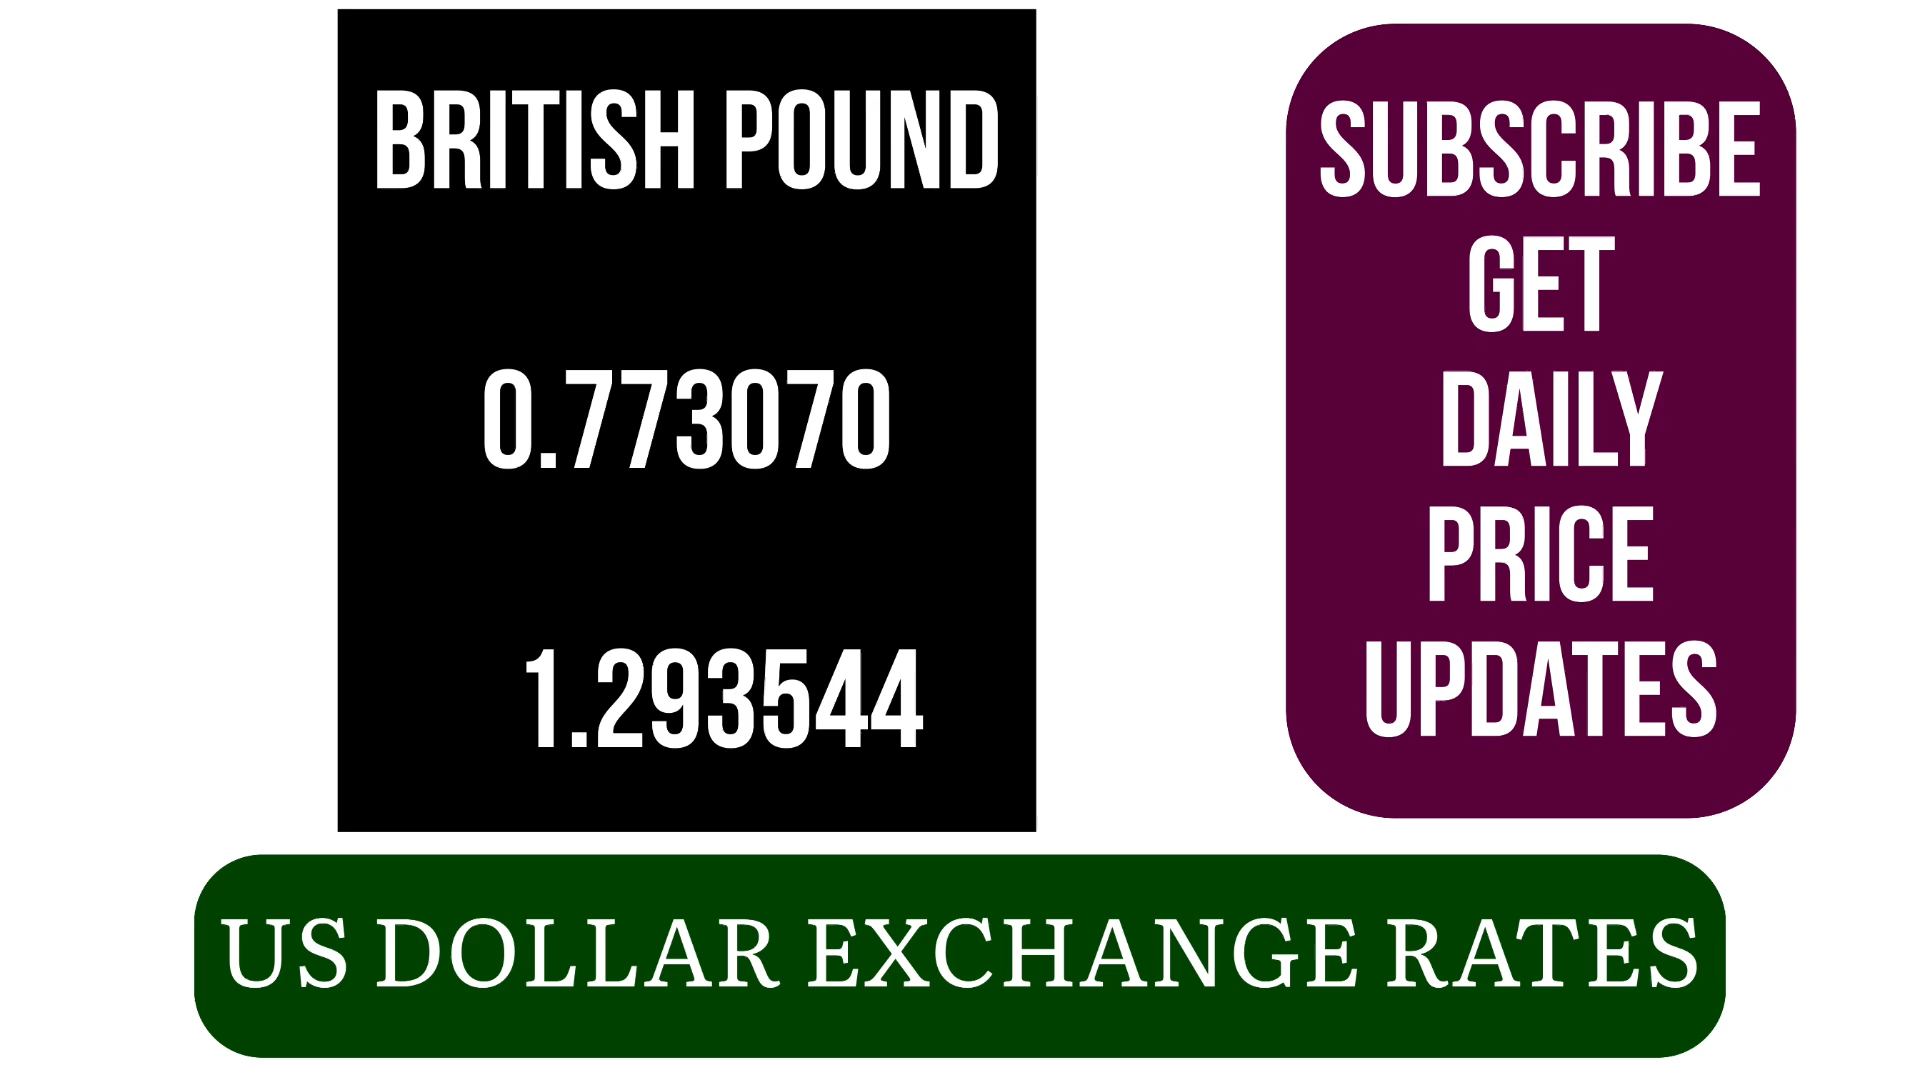 BRITISH POUND
0.773070
1.293544
SUBSCRIBE
GET
DAILY
PRICE
UPDATES
US DOLLAR EXCHANGE RATES